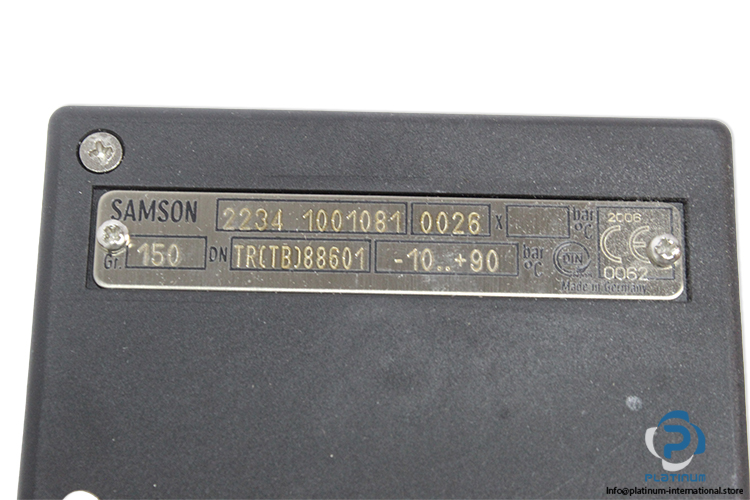 SAMSON 2234 1001081 0026 x bar °C 2006
CE
Gr. 150 DN TR(TB)88601 -10..+90 bar °C DIN 0062
Made in Germany
PLATINUM
Info@platinum-international.store